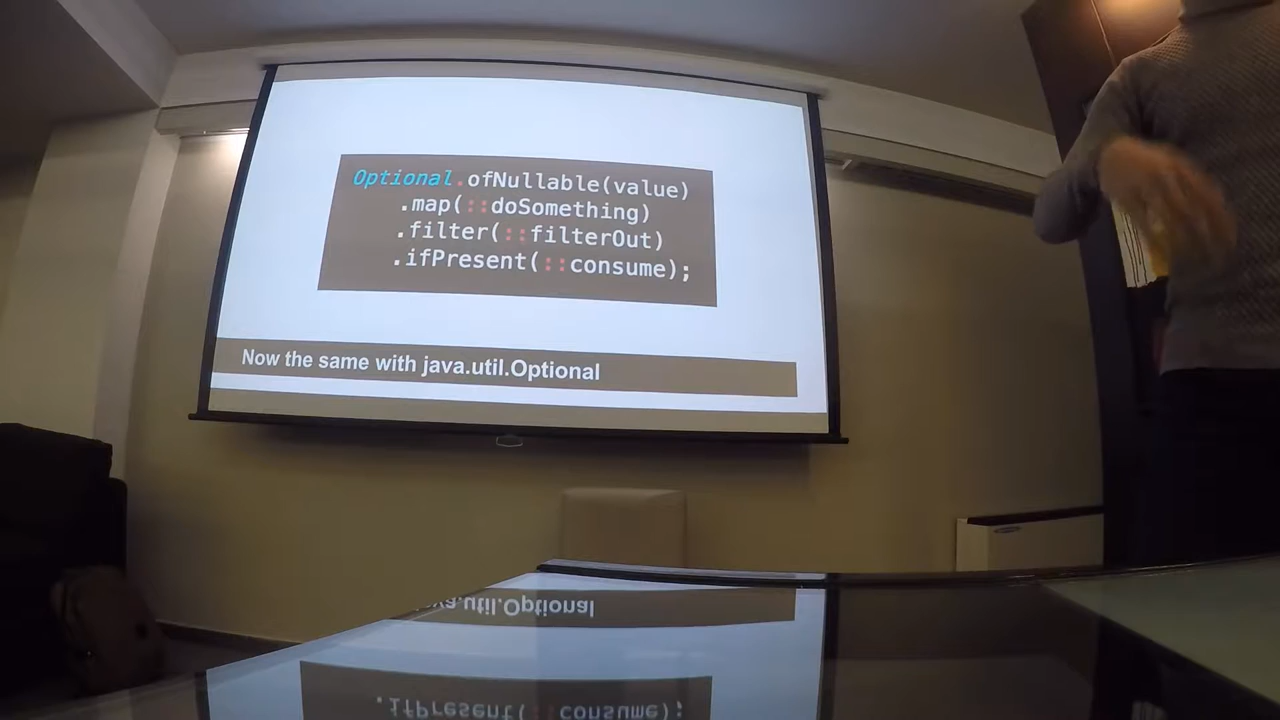 Optional.ofNullable(value)
.map(::doSomething)
.filter(::filterOut)
.ifPresent(::consume);
Now the same with java.util.Optional